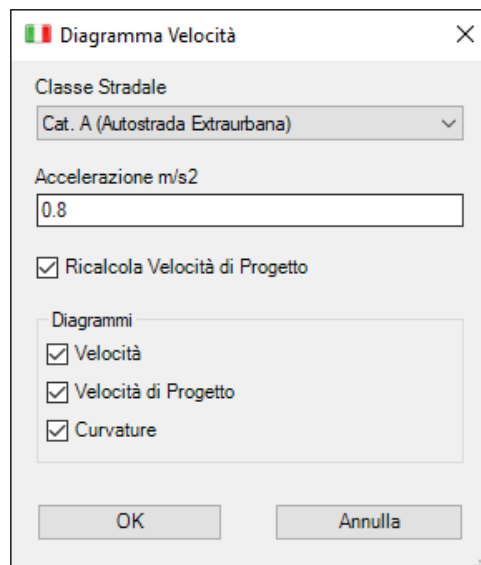 Diagramma Velocità
Classe Stradale
Cat. A (Autostrada Extraurbana)
Accelerazione m/s2
0.8
Ricalcola Velocità di Progetto
Diagrammi
Velocità
Velocità di Progetto
Curvature
OK Annulla